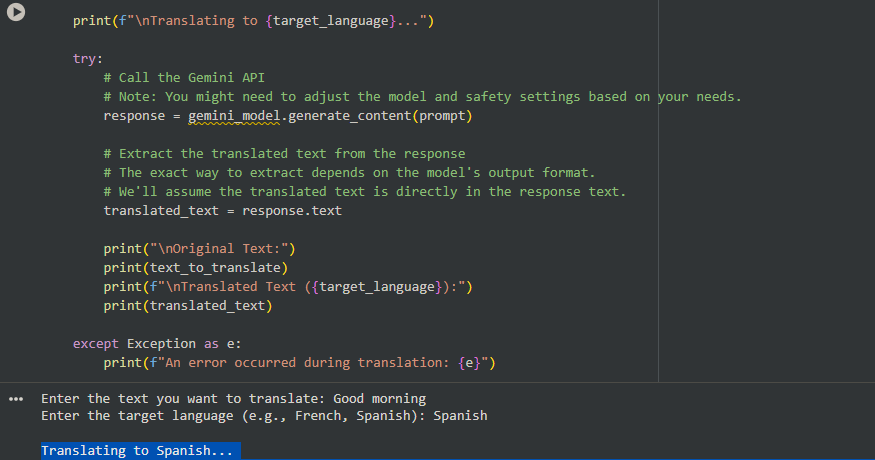 print(f"\nTranslating to {target_language}...")
try:
# Call the Gemini API
# Note: You might need to adjust the model and safety settings based on your needs.
response = gemini_model.generate_content(prompt)
# Extract the translated text from the response
# The exact way to extract depends on the model's output format.
# We'll assume the translated text is directly in the response text.
translated_text = response.text
print("\nOriginal Text:")
print(text_to_translate)
print(f"\nTranslated Text ({target_language}):")
print(translated_text)
except Exception as e:
print(f"An error occurred during translation: {e}")
Enter the text you want to translate: Good morning
Enter the target language (e.g., French, Spanish): Spanish
Translating to Spanish...